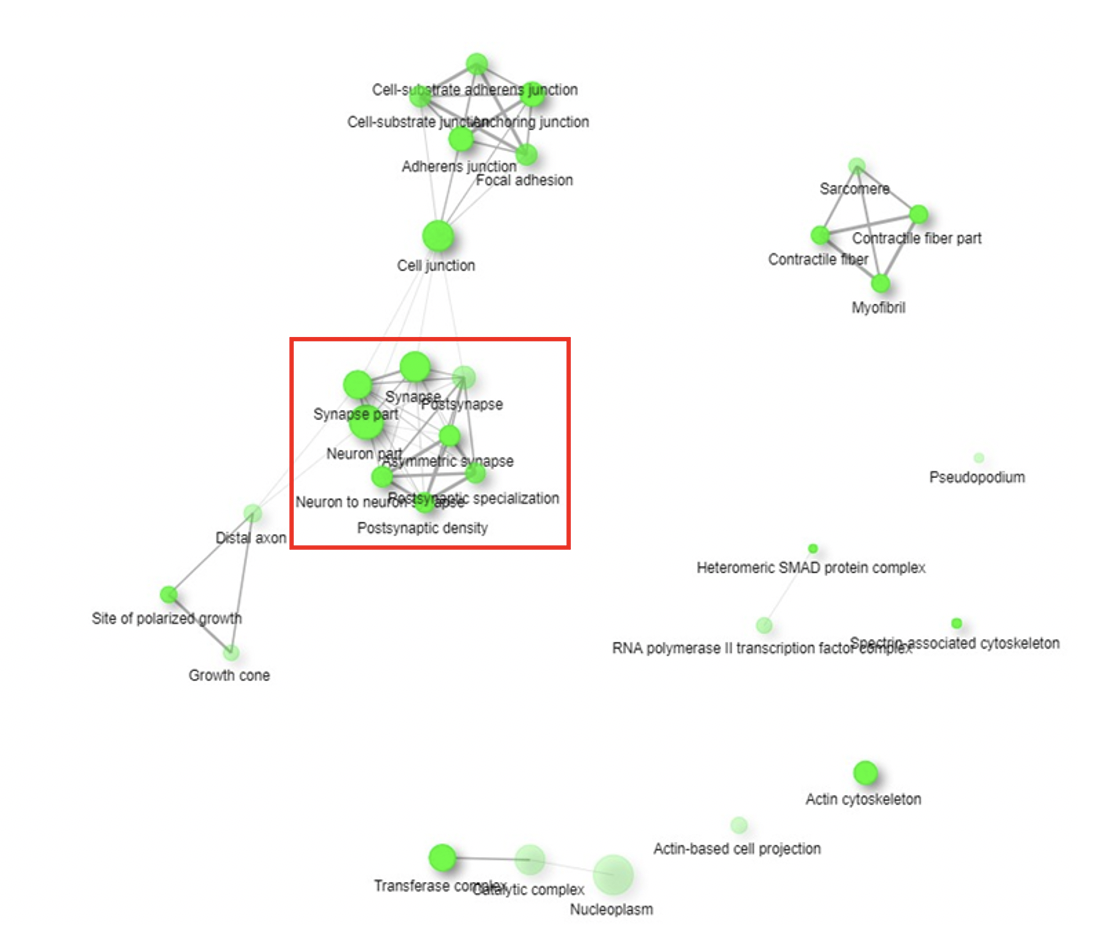 Cell-substrate adherens junction
Cell-substrate junction
Anchoring junction
Adherens junction
Focal adhesion
Cell junction
Sarcomere
Contractile fiber part
Contractile fiber
Myofibril
Synapse
Postsynapse
Synapse part
Neuron part
Asymmetric synapse
Postsynaptic specialization
Neuron to neuron synapse
Postsynaptic density
Pseudopodium
Distal axon
Heteromeric SMAD protein complex
Site of polarized growth
RNA polymerase II transcription factor complex
Spectrin-associated cytoskeleton
Growth cone
Actin cytoskeleton
Actin-based cell projection
Transferase complex
Catalytic complex
Nucleoplasm